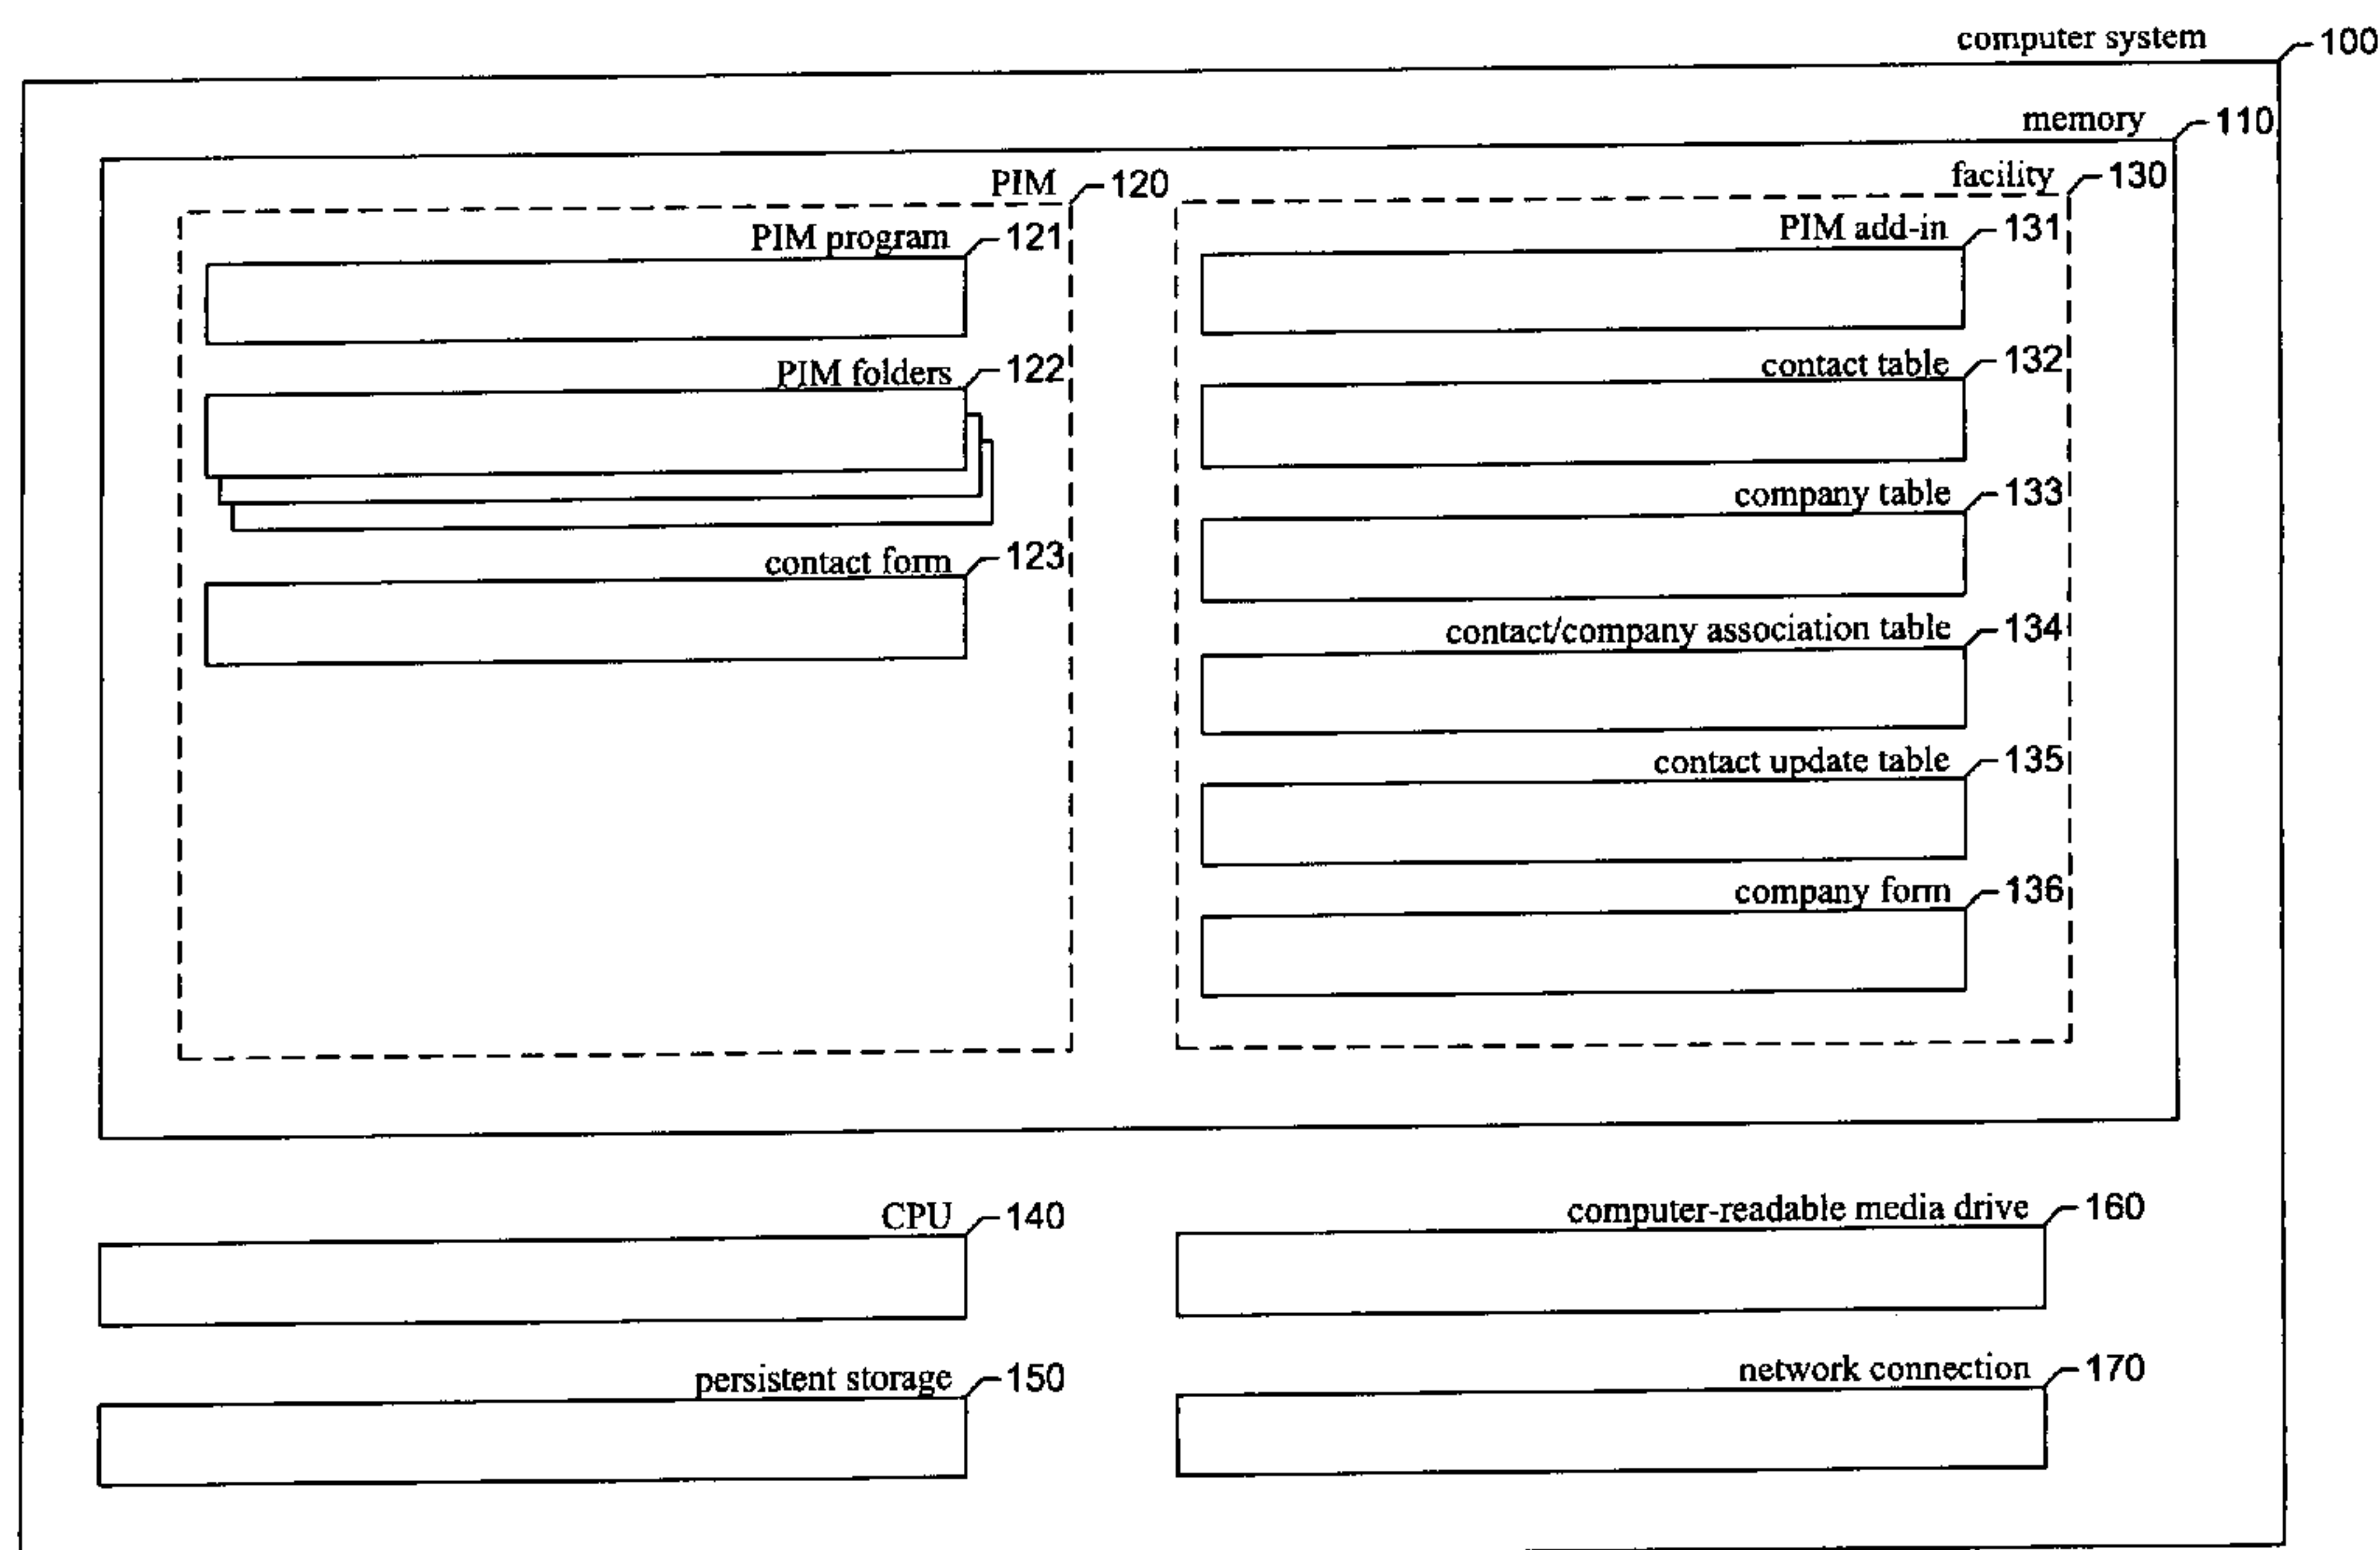 computer system 100
memory 110
PIM 120
PIM program 121
PIM folders 122
contact form 123
facility 130
PIM add-in 131
contact table 132
company table 133
contact/company association table 134
contact update table 135
company form 136
CPU 140
persistent storage 150
computer-readable media drive 160
network connection 170